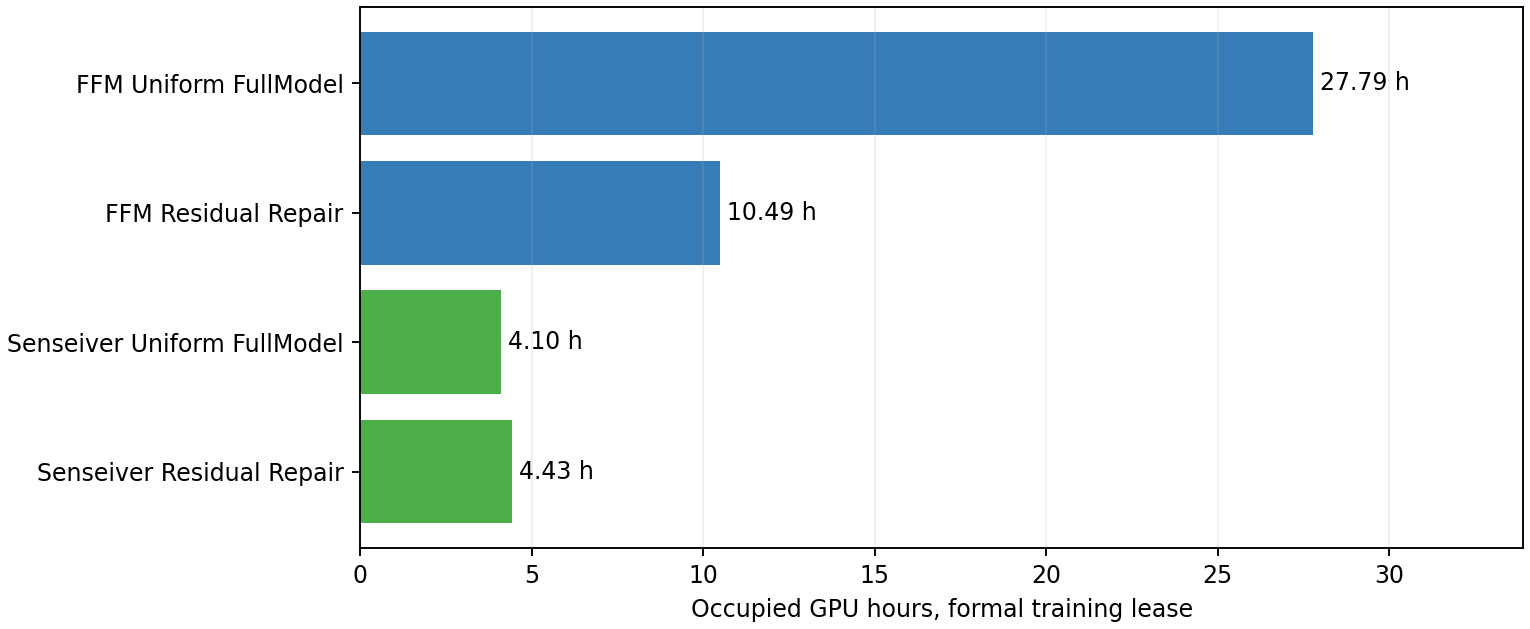 FFM Uniform FullModel
27.79 h
FFM Residual Repair
10.49 h
Senseiver Uniform FullModel
4.10 h
Senseiver Residual Repair
4.43 h
0 5 10 15 20 25 30
Occupied GPU hours, formal training lease